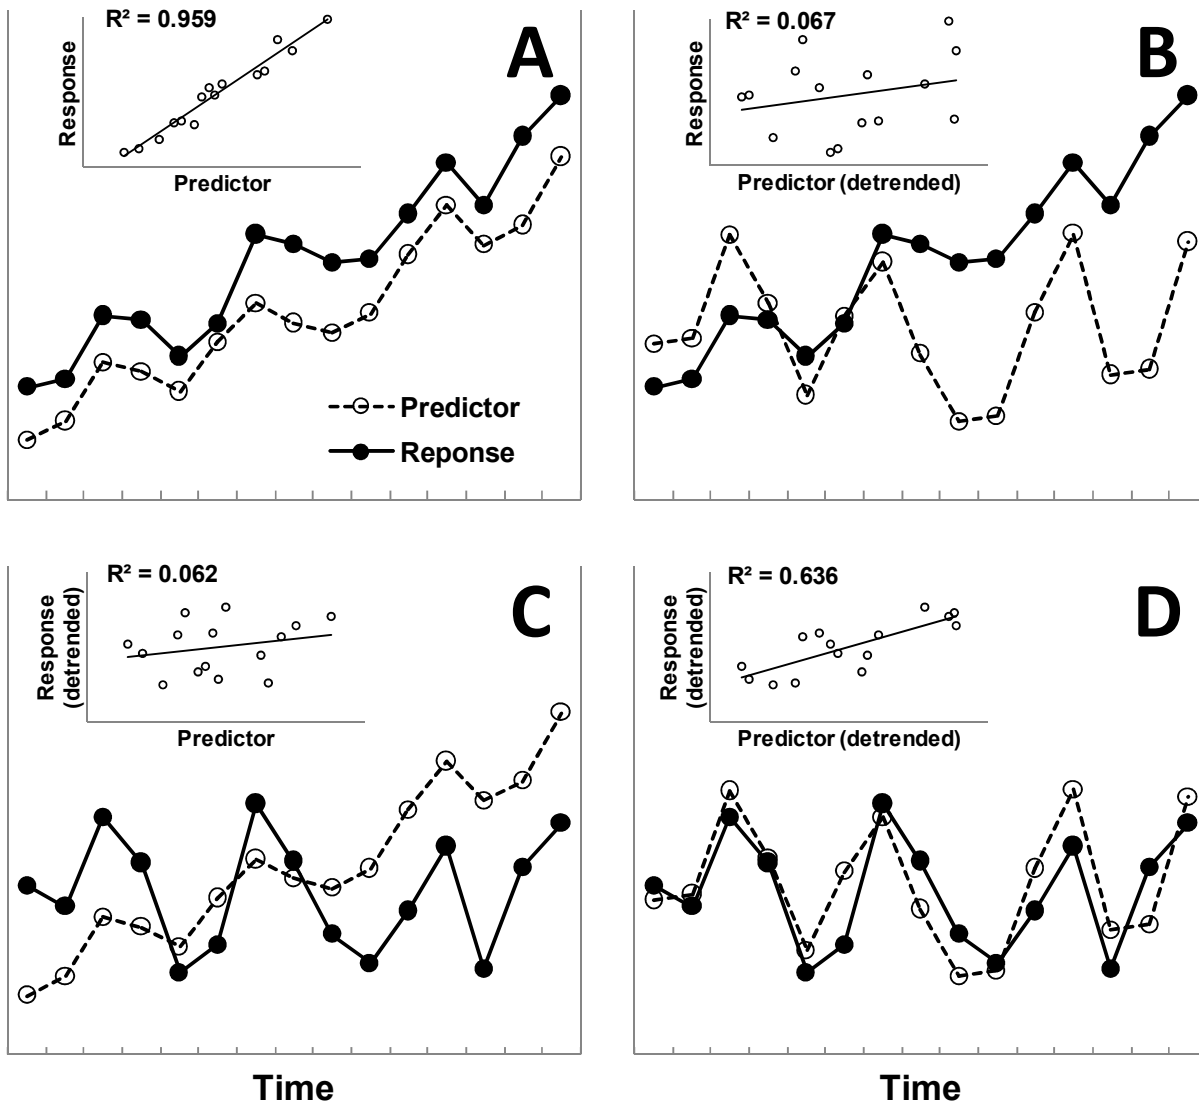 R² = 0.959
A
Response
Predictor
Predictor
Reponse
R² = 0.067
B
Response
Predictor (detrended)
R² = 0.062
C
Response
(detrended)
Predictor
Time
R² = 0.636
D
Response
(detrended)
Predictor (detrended)
Time